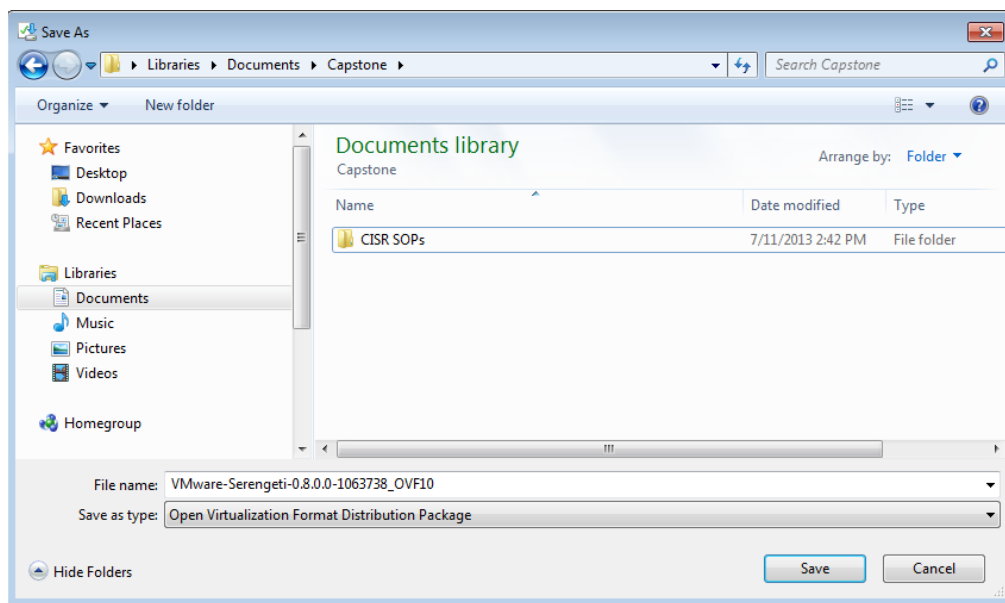 Save As
Libraries Documents Capstone
Search Capstone
Organize
New folder
Favorites
Desktop
Downloads
Recent Places
Libraries
Documents
Music
Pictures
Videos
Homegroup
Documents library
Capstone
Arrange by: Folder
Name Date modified Type
CISR SOPs 7/11/2013 2:42 PM File folder
File name: VMware-Serengeti-0.8.0.0-1063738_OVF10
Save as type: Open Virtualization Format Distribution Package
Hide Folders
Save
Cancel